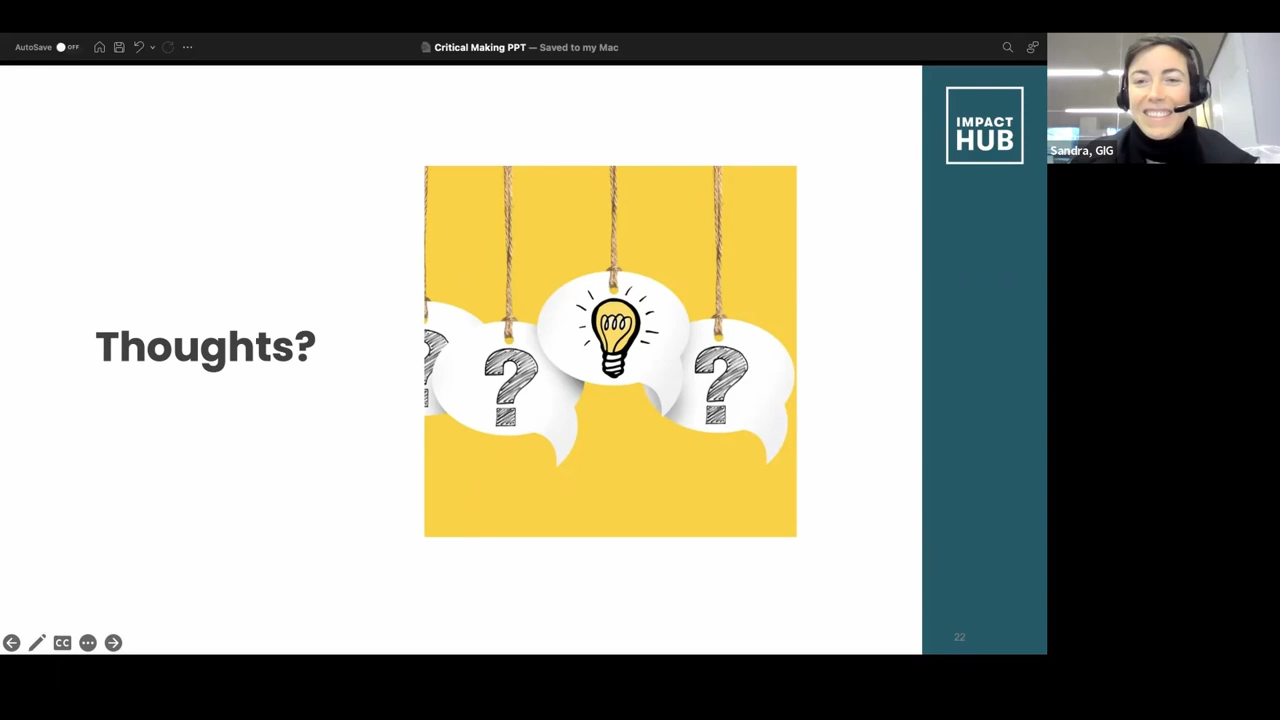 AutoSave OFF
Critical Making PPT — Saved to my Mac
IMPACT
HUB
Sandra, GIG
Thoughts?
? ? ?
CC
22